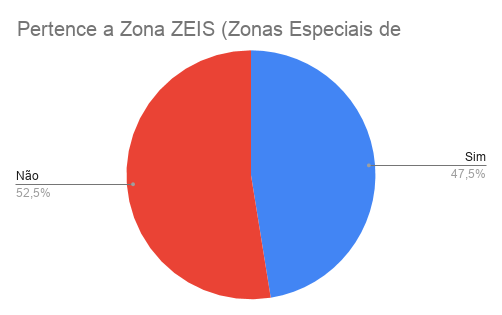 Pertence a Zona ZEIS (Zonas Especiais de
Sim
47,5%
Não
52,5%